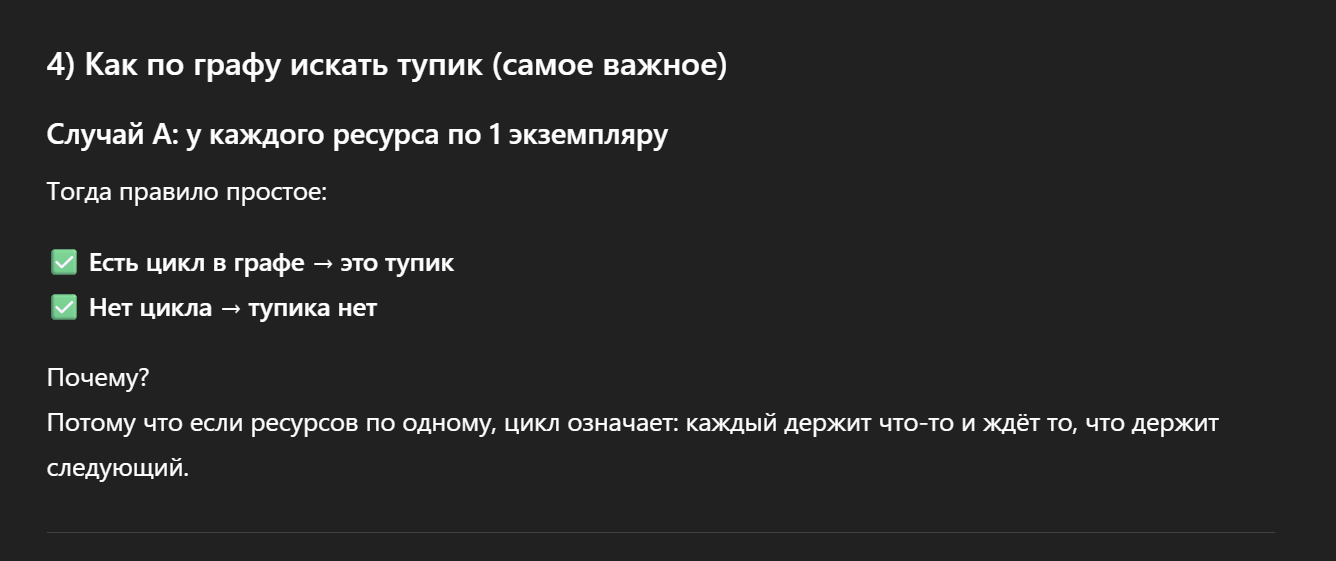 4) Как по графу искать тупик (самое важное)
Случай A: у каждого ресурса по 1 экземпляру
Тогда правило простое:
✅ Есть цикл в графе → это тупик
✅ Нет цикла → тупика нет
Почему?
Потому что если ресурсов по одному, цикл означает: каждый держит что-то и ждёт то, что держит
следующий.